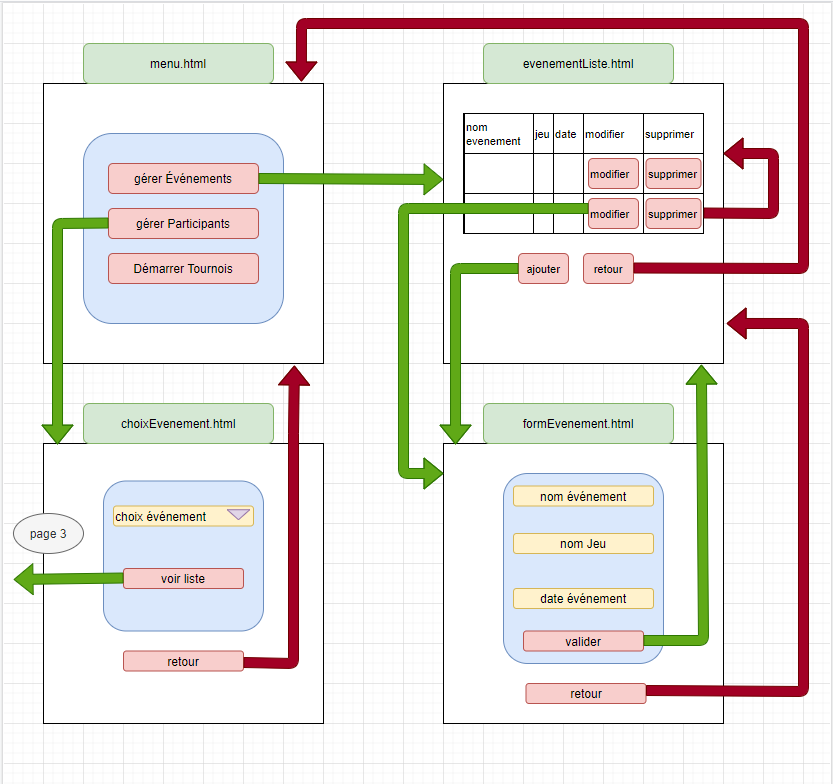 menu.html
gérer Événements
gérer Participants
Démarrer Tournois
evenementListe.html
nom
evenement
jeu
date
modifier
supprimer
modifier
supprimer
modifier
supprimer
ajouter
retour
choixEvenement.html
choix événement
page 3
voir liste
retour
formEvenement.html
nom événement
nom Jeu
date événement
valider
retour